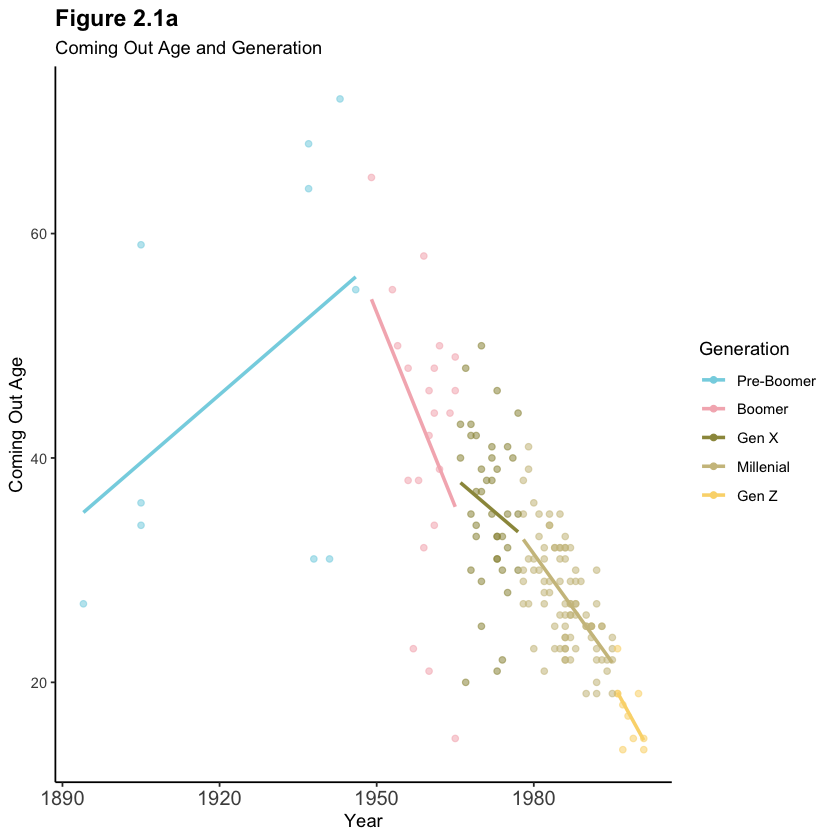 Figure 2.1a
Coming Out Age and Generation
Coming Out Age
60
40
20
1890 1920 1950 1980
Year
Generation
Pre-Boomer
Boomer
Gen X
Millenial
Gen Z